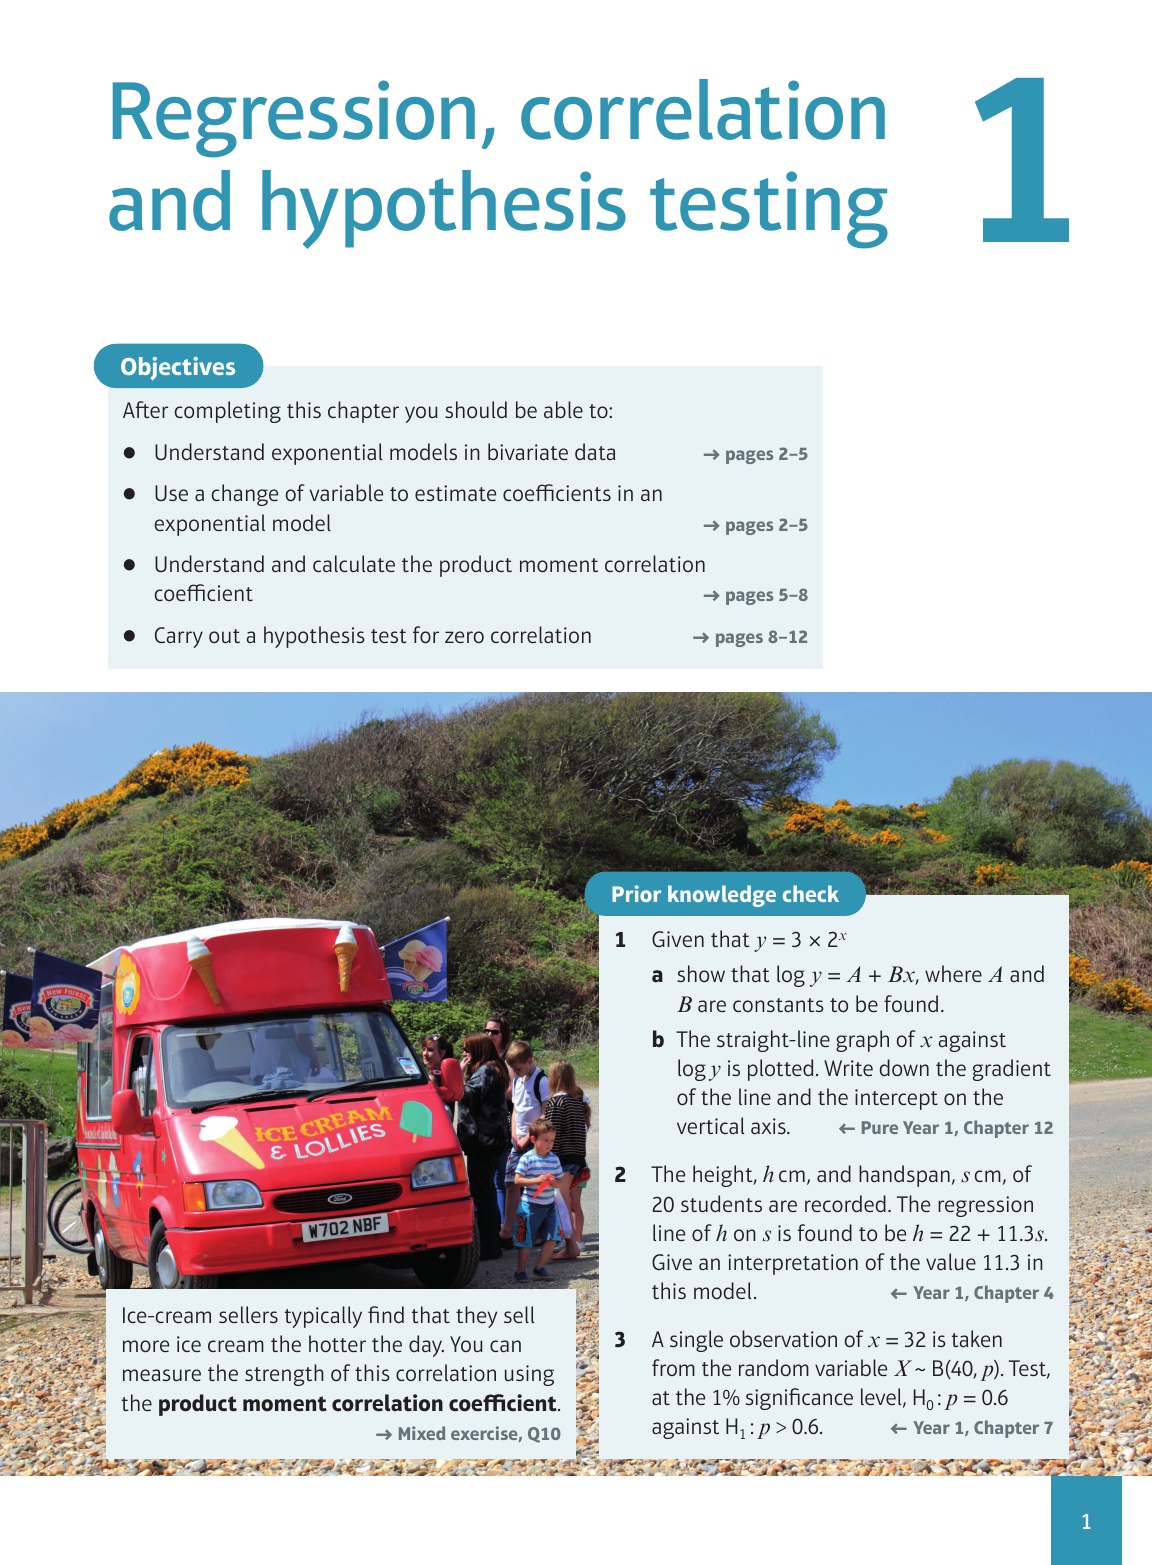 Regression, correlation
and hypothesis testing
1
Objectives
After completing this chapter you should be able to:
● Understand exponential models in bivariate data → pages 2–5
● Use a change of variable to estimate coefficients in an
exponential model → pages 2–5
● Understand and calculate the product moment correlation
coefficient → pages 5–8
● Carry out a hypothesis test for zero correlation → pages 8–12
New Forest
ICE CREAM
& LOLLIES
Ford
W702 NBF
Ice-cream sellers typically find that they sell
more ice cream the hotter the day. You can
measure the strength of this correlation using
the product moment correlation coefficient.
→ Mixed exercise, Q10
Prior knowledge check
1 Given that y = 3 × 2ˣ
a show that log y = A + Bx, where A and
B are constants to be found.
b The straight-line graph of x against
log y is plotted. Write down the gradient
of the line and the intercept on the
vertical axis. ← Pure Year 1, Chapter 12
2 The height, h cm, and handspan, s cm, of
20 students are recorded. The regression
line of h on s is found to be h = 22 + 11.3s.
Give an interpretation of the value 11.3 in
this model. ← Year 1, Chapter 4
3 A single observation of x = 32 is taken
from the random variable X ~ B(40, p). Test,
at the 1% significance level, H₀ : p = 0.6
against H₁ : p > 0.6. ← Year 1, Chapter 7
1